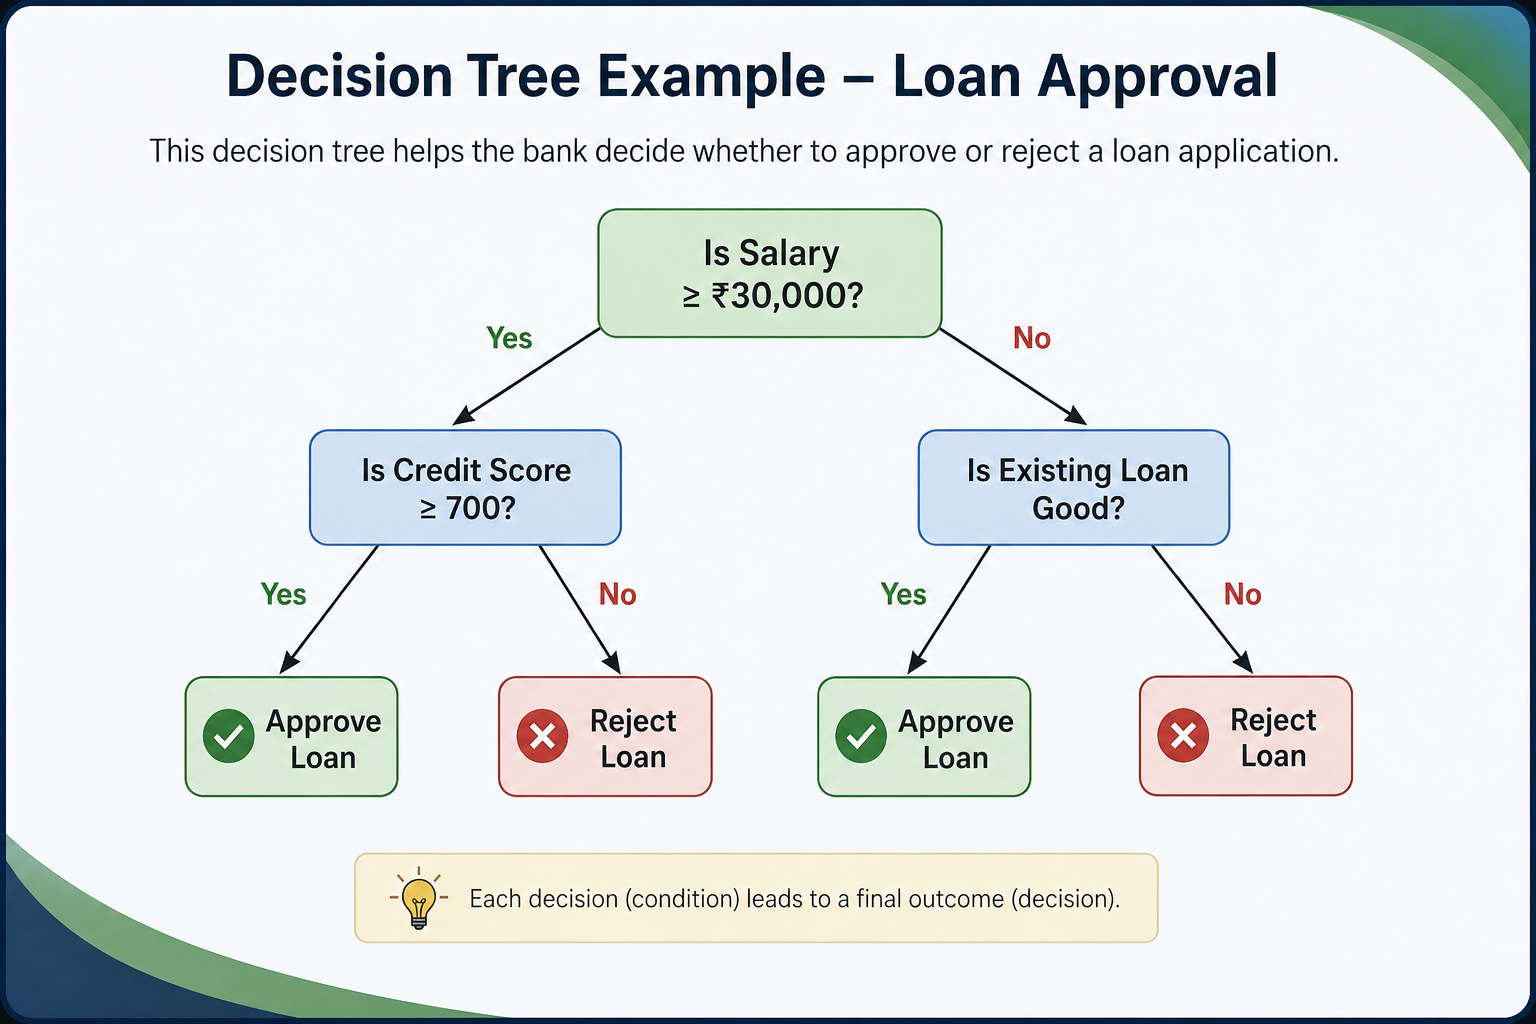 Decision Tree Example – Loan Approval
This decision tree helps the bank decide whether to approve or reject a loan application.
Is Salary
≥ ₹30,000?
Yes
No
Is Credit Score
≥ 700?
Is Existing Loan
Good?
Yes
No
Yes
No
Approve
Loan
Reject
Loan
Approve
Loan
Reject
Loan
Each decision (condition) leads to a final outcome (decision).